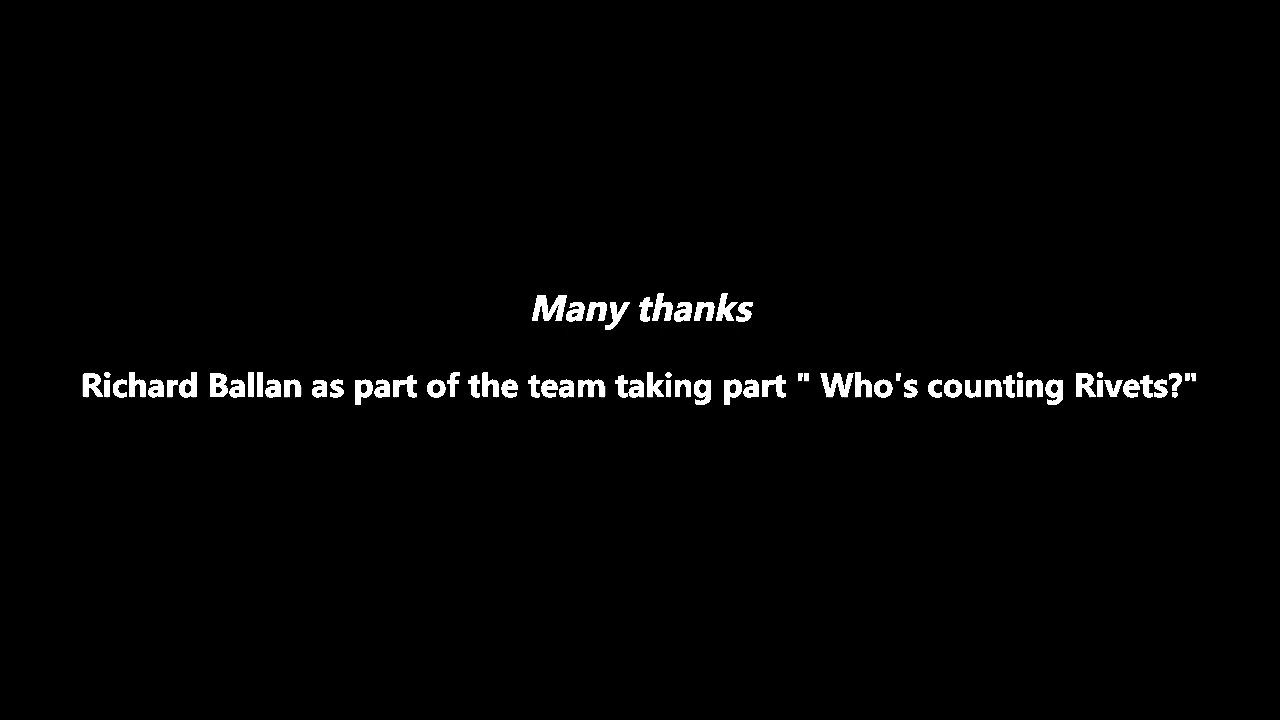 Many thanks
Richard Ballan as part of the team taking part " Who's counting Rivets?"